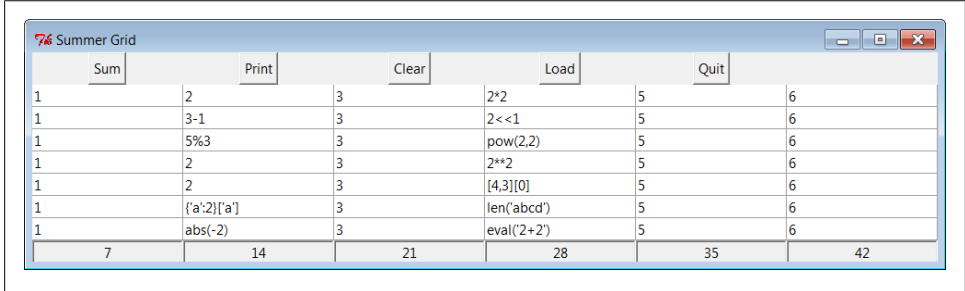 Summer Grid
Sum Print Clear Load Quit
1 2 3 2*2 5 6
1 3-1 3 2<<1 5 6
1 5%3 3 pow(2,2) 5 6
1 2 3 2**2 5 6
1 2 3 [4,3][0] 5 6
1 {'a':2}['a'] 3 len('abcd') 5 6
1 abs(-2) 3 eval('2+2') 5 6
7 14 21 28 35 42